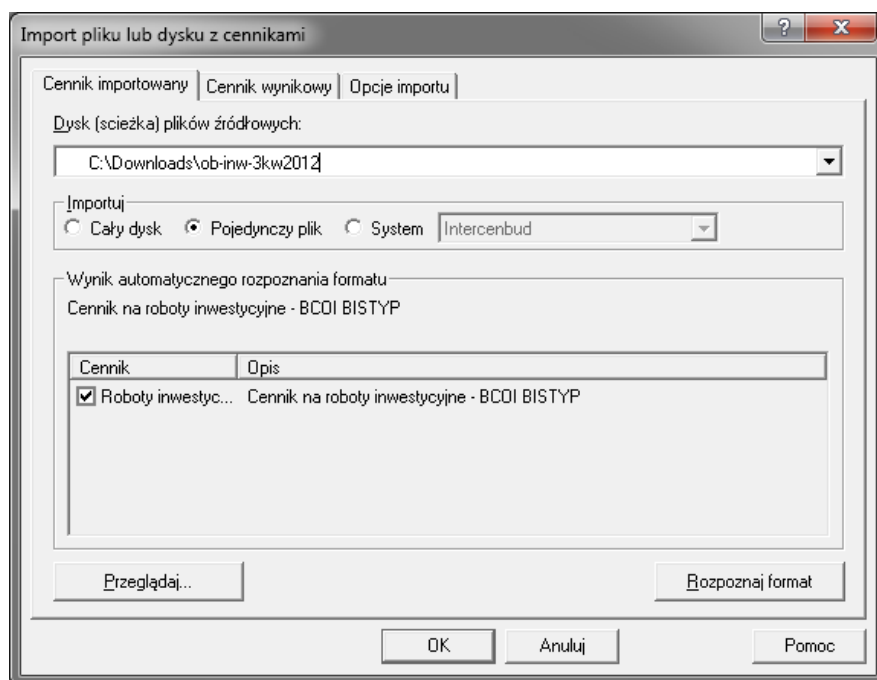 Import pliku lub dysku z cennikami
?
Cennik importowany Cennik wynikowy Opcje importu
Dysk (scieżka) plików źródłowych:
C:\Downloads\ob-inw-3kw2012
Importuj
Cały dysk Pojedynczy plik System Intercenbud
Wynik automatycznego rozpoznania formatu
Cennik na roboty inwestycyjne - BCOI BISTYP
Cennik Opis
Roboty inwestyc... Cennik na roboty inwestycyjne - BCOI BISTYP
Przeglądaj... Rozpoznaj format
OK Anuluj Pomoc